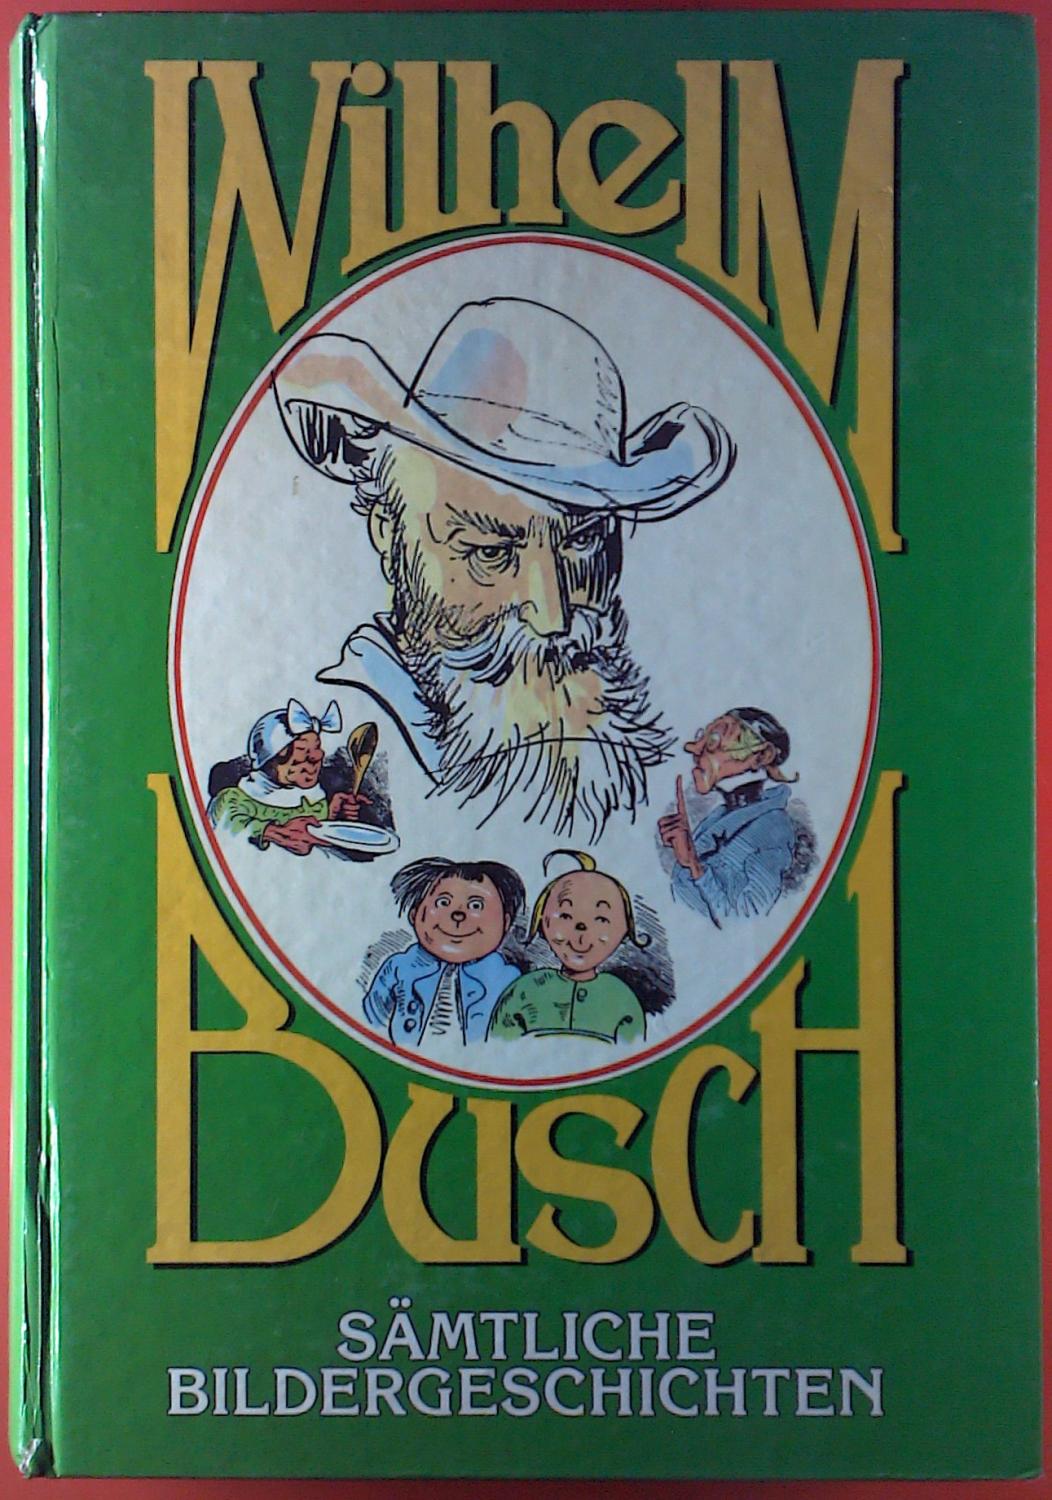 Wilhelm
Busch
SÄMTLICHE
BILDERGESCHICHTEN